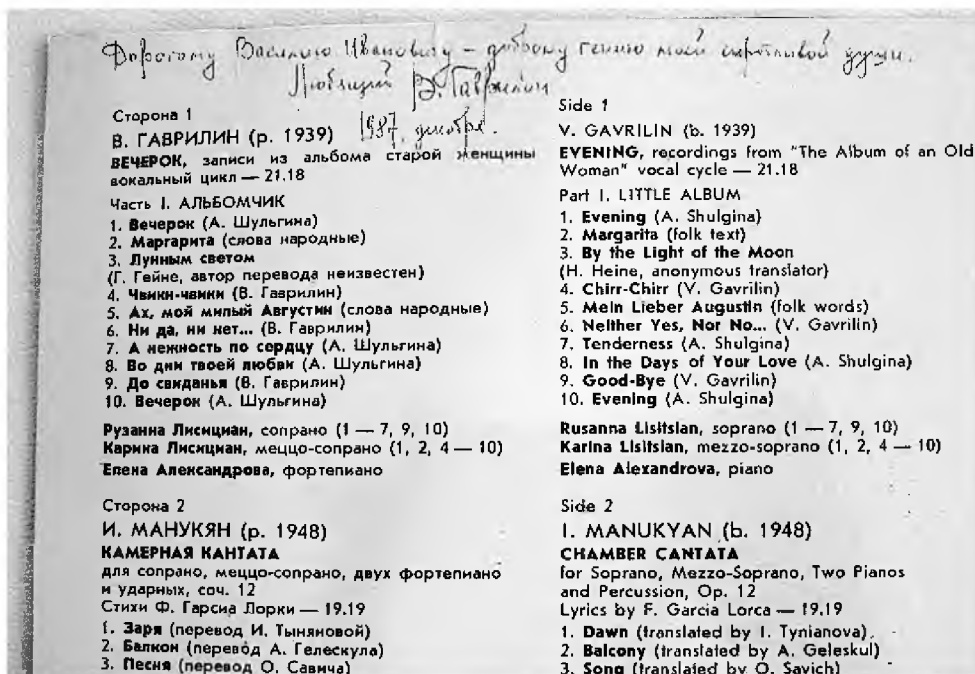 Дорогому Василию Ивановичу – доброму гению моей сиротливой души.
Любящий В. Гаврилин
1987, декабрь.
Сторона 1
В. ГАВРИЛИН (р. 1939)
ВЕЧЕРОК, записи из альбома старой женщины
вокальный цикл — 21.18
Часть I. АЛЬБОМЧИК
1. Вечерок (А. Шульгина)
2. Маргарита (слова народные)
3. Лунным светом
(Г. Гейне, автор перевода неизвестен)
4. Чвики-чвики (В. Гаврилин)
5. Ах, мой милый Августин (слова народные)
6. Ни да, ни нет... (В. Гаврилин)
7. А нежность по сердцу (А. Шульгина)
8. Во дни твоей любви (А. Шульгина)
9. До свиданья (В. Гаврилин)
10. Вечерок (А. Шульгина)
Рузанна Лисициан, сопрано (1 — 7, 9, 10)
Карина Лисициан, меццо-сопрано (1, 2, 4 — 10)
Елена Александрова, фортепиано
Сторона 2
И. МАНУКЯН (р. 1948)
КАМЕРНАЯ КАНТАТА
для сопрано, меццо-сопрано, двух фортепиано
и ударных, соч. 12
Стихи Ф. Гарсиа Лорки — 19.19
1. Заря (перевод И. Тыняновой)
2. Балкон (перевод А. Гелескула)
3. Песня (перевод О. Савича)
Side 1
V. GAVRILIN (b. 1939)
EVENING, recordings from "The Album of an Old
Woman" vocal cycle — 21.18
Part I. LITTLE ALBUM
1. Evening (A. Shulgina)
2. Margarita (folk text)
3. By the Light of the Moon
(H. Heine, anonymous translator)
4. Chirr-Chirr (V. Gavrilin)
5. Mein Lieber Augustin (folk words)
6. Neither Yes, Nor No... (V. Gavrilin)
7. Tenderness (A. Shulgina)
8. In the Days of Your Love (A. Shulgina)
9. Good-Bye (V. Gavrilin)
10. Evening (A. Shulgina)
Rusanna Lisitsian, soprano (1 — 7, 9, 10)
Karina Lisitsian, mezzo-soprano (1, 2, 4 — 10)
Elena Alexandrova, piano
Side 2
I. MANUKYAN (b. 1948)
CHAMBER CANTATA
for Soprano, Mezzo-Soprano, Two Pianos
and Percussion, Op. 12
Lyrics by F. Garcia Lorca — 19.19
1. Dawn (translated by I. Tynianova)
2. Balcony (translated by A. Geleskul)
3. Song (translated by O. Savich)